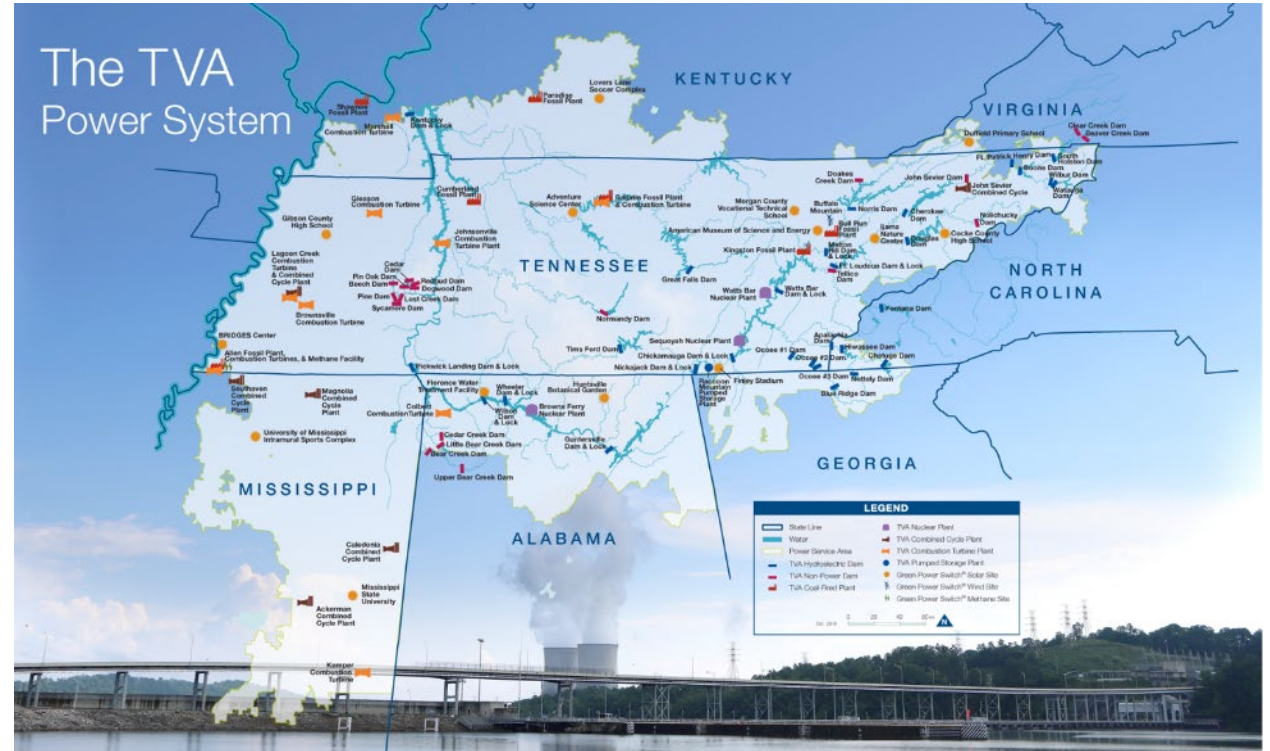 The TVA
Power System
KENTUCKY
VIRGINIA
TENNESSEE
NORTH
CAROLINA
MISSISSIPPI
ALABAMA
GEORGIA
Lovers Lane
Soccer Complex
Paradise
Fossil Plant
Shawnee
Fossil Plant
Marshall
Combustion Turbine
Kentucky
Dam & Lock
Duffield Primary School
Clear Creek Dam
Beaver Creek Dam
Ft. Patrick Henry Dam
South
Holston Dam
Boone Dam
Wilbur Dam
Watauga
Dam
John Sevier Dam
John Sevier
Combined Cycle
Doakes
Creek Dam
Nolichucky
Dam
Cherokee
Dam
Norris Dam
Buffalo
Mountain
Morgan County
Vocational Technical
School
American Museum of Science and Energy
Bull Run
Fossil
Plant
Ijams
Nature
Center
Douglas
Dam
Cocke County
High School
Kingston Fossil Plant
Melton
Hill Dam
& Lock
Ft. Loudoun Dam & Lock
Tellico
Dam
Cumberland
Fossil Plant
Adventure
Science Center
Gallatin Fossil Plant
& Combustion Turbine
Gleason
Combustion Turbine
Gibson County
High School
Johnsonville
Combustion
Turbine Plant
Lagoon Creek
Combustion
Turbine
& Combined
Cycle Plant
Brownsville
Combustion Turbine
Cedar
Dam
Pin Oak Dam
Beech Dam
Redbud Dam
Dogwood Dam
Pine Dam
Lost Creek Dam
Sycamore Dam
Great Falls Dam
Watts Bar
Nuclear Plant
Watts Bar
Dam & Lock
Normandy Dam
Fontana Dam
BRIDGES Center
Allen Fossil Plant,
Combustion Turbines, & Methane Facility
Tims Ford Dam
Sequoyah Nuclear Plant
Chickamauga Dam & Lock
Nickajack Dam & Lock
Raccoon
Mountain
Pumped
Storage
Plant
Finley Stadium
Ocoee #1 Dam
Ocoee #2 Dam
Ocoee #3 Dam
Apalachia
Dam
Hiwassee Dam
Chatuge
Dam
Nottely Dam
Blue Ridge Dam
Pickwick Landing Dam & Lock
Southaven
Combined
Cycle
Plant
Magnolia
Combined
Cycle
Plant
University of Mississippi
Intramural Sports Complex
Florence Water
Treatment Facility
Colbert
Combustion Turbine
Wheeler
Dam & Lock
Wilson
Dam
& Lock
Huntsville
Botanical Garden
Browns Ferry
Nuclear Plant
Guntersville
Dam & Lock
Cedar Creek Dam
Little Bear Creek Dam
Bear Creek Dam
Upper Bear Creek Dam
Caledonia
Combined
Cycle Plant
Mississippi
State
University
Ackerman
Combined
Cycle Plant
Kemper
Combustion
Turbine
LEGEND
State Line
Water
Power Service Area
TVA Hydroelectric Dam
TVA Non-Power Dam
TVA Coal-Fired Plant
TVA Nuclear Plant
TVA Combined Cycle Plant
TVA Combustion Turbine Plant
TVA Pumped Storage Plant
Green Power Switch® Solar Site
Green Power Switch® Wind Site
Green Power Switch® Methane Site
0 20 40
N